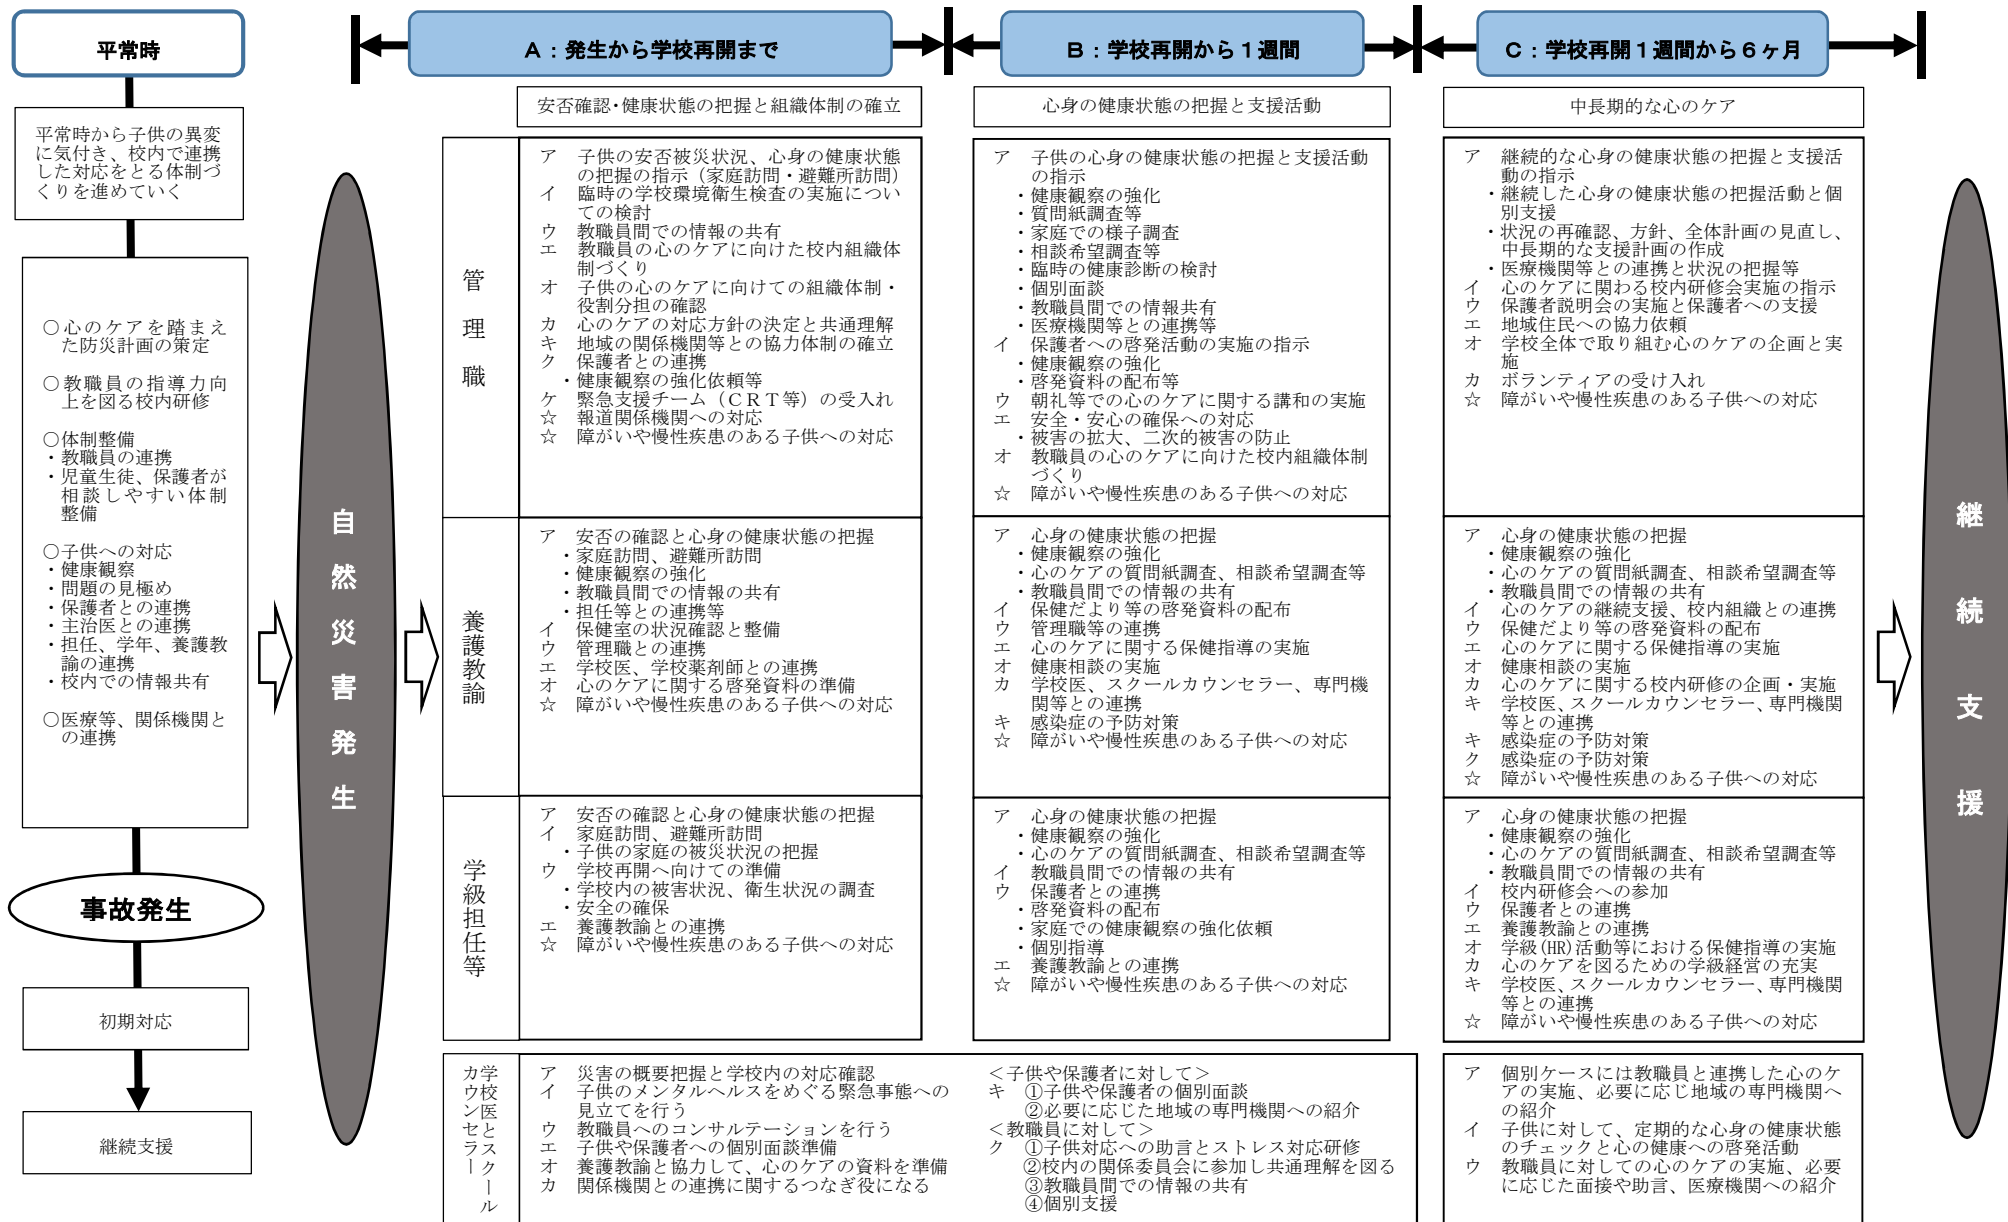 平常時
平常時から子供の異変
に気付き、校内で連携
した対応をとる体制づ
くりを進めていく
○心のケアを踏まえ
た防災計画の策定
○教職員の指導力向
上を図る校内研修
○体制整備
・教職員の連携
・児童生徒、保護者が
相談しやすい体制
整備
○子供への対応
・健康観察
・問題の見極め
・保護者との連携
・主治医との連携
・担任、学年、養護教
諭の連携
・校内での情報共有
○医療等、関係機関と
の連携
事故発生
初期対応
継続支援
自然災害発生
A：発生から学校再開まで
B：学校再開から1週間
C：学校再開1週間から6ヶ月
安否確認・健康状態の把握と組織体制の確立
心身の健康状態の把握と支援活動
中長期的な心のケア
管理職
ア 子供の安否被災状況、心身の健康状態
の把握の指示（家庭訪問・避難所訪問）
イ 臨時の学校環境衛生検査の実施につい
ての検討
ウ 教職員間での情報の共有
エ 教職員の心のケアに向けた校内組織体
制づくり
オ 子供の心のケアに向けての組織体制・
役割分担の確認
カ 心のケアの対応方針の決定と共通理解
キ 地域の関係機関等との協力体制の確立
ク 保護者との連携
・健康観察の強化依頼等
ケ 緊急支援チーム（CRT等）の受入れ
☆ 報道関係機関への対応
☆ 障がいや慢性疾患のある子供への対応
ア 子供の心身の健康状態の把握と支援活動
の指示
・健康観察の強化
・質問紙調査等
・家庭での様子調査
・相談希望調査等
・臨時の健康診断の検討
・個別面談
・教職員間での情報共有
・医療機関等との連携等
イ 保護者への啓発活動の実施の指示
・健康観察の強化
・啓発資料の配布等
ウ 朝礼等での心のケアに関する講和の実施
エ 安全・安心の確保への対応
・被害の拡大、二次的被害の防止
オ 教職員の心のケアに向けた校内組織体制
づくり
☆ 障がいや慢性疾患のある子供への対応
ア 継続的な心身の健康状態の把握と支援活
動の指示
・継続した心身の健康状態の把握活動と個
別支援
・状況の再確認、方針、全体計画の見直し、
中長期的な支援計画の作成
・医療機関等との連携と状況の把握等
イ 心のケアに関わる校内研修会実施の指示
ウ 保護者説明会の実施と保護者への支援
エ 地域住民への協力依頼
オ 学校全体で取り組む心のケアの企画と実
施
カ ボランティアの受け入れ
☆ 障がいや慢性疾患のある子供への対応
養護教諭
ア 安否の確認と心身の健康状態の把握
・家庭訪問、避難所訪問
・健康観察の強化
・教職員間での情報の共有
・担任等との連携等
イ 保健室の状況確認と整備
ウ 管理職との連携
エ 学校医、学校薬剤師との連携
オ 心のケアに関する啓発資料の準備
☆ 障がいや慢性疾患のある子供への対応
ア 心身の健康状態の把握
・健康観察の強化
・心のケアの質問紙調査、相談希望調査等
・教職員間での情報の共有
イ 保健だより等の啓発資料の配布
ウ 管理職等の連携
エ 心のケアに関する保健指導の実施
オ 健康相談の実施
カ 学校医、スクールカウンセラー、専門機
関等との連携
キ 感染症の予防対策
☆ 障がいや慢性疾患のある子供への対応
ア 心身の健康状態の把握
・健康観察の強化
・心のケアの質問紙調査、相談希望調査等
・教職員間での情報の共有
イ 心のケアの継続支援、校内組織との連携
ウ 保健だより等の啓発資料の配布
エ 心のケアに関する保健指導の実施
オ 健康相談の実施
カ 心のケアに関する校内研修の企画・実施
キ 学校医、スクールカウンセラー、専門機関
等との連携
キ 感染症の予防対策
ク 感染症の予防対策
☆ 障がいや慢性疾患のある子供への対応
学級担任等
ア 安否の確認と心身の健康状態の把握
イ 家庭訪問、避難所訪問
・子供の家庭の被災状況の把握
ウ 学校再開へ向けての準備
・学校内の被害状況、衛生状況の調査
・安全の確保
エ 養護教諭との連携
☆ 障がいや慢性疾患のある子供への対応
ア 心身の健康状態の把握
・健康観察の強化
・心のケアの質問紙調査、相談希望調査等
イ 教職員間での情報の共有
ウ 保護者との連携
・啓発資料の配布
・家庭での健康観察の強化依頼
・個別指導
エ 養護教諭との連携
☆ 障がいや慢性疾患のある子供への対応
ア 心身の健康状態の把握
・健康観察の強化
・心のケアの質問紙調査、相談希望調査等
・教職員間での情報の共有
イ 校内研修会への参加
ウ 保護者との連携
エ 養護教諭との連携
オ 学級(HR)活動等における保健指導の実施
カ 心のケアを図るための学級経営の充実
キ 学校医、スクールカウンセラー、専門機関
等との連携
☆ 障がいや慢性疾患のある子供への対応
学校医とスクール
カウンセラー
ア 災害の概要把握と学校内の対応確認
イ 子供のメンタルヘルスをめぐる緊急事態への
見立てを行う
ウ 教職員へのコンサルテーションを行う
エ 子供や保護者への個別面談準備
オ 養護教諭と協力して、心のケアの資料を準備
カ 関係機関との連携に関するつなぎ役になる
＜子供や保護者に対して＞
キ ①子供や保護者の個別面談
②必要に応じた地域の専門機関への紹介
＜教職員に対して＞
ク ①子供対応への助言とストレス対応研修
②校内の関係委員会に参加し共通理解を図る
③教職員間での情報の共有
④個別支援
ア 個別ケースには教職員と連携した心のケ
アの実施、必要に応じ地域の専門機関へ
の紹介
イ 子供に対して、定期的な心身の健康状態
のチェックと心の健康への啓発活動
ウ 教職員に対しての心のケアの実施、必要
に応じた面接や助言、医療機関への紹介
継続支援